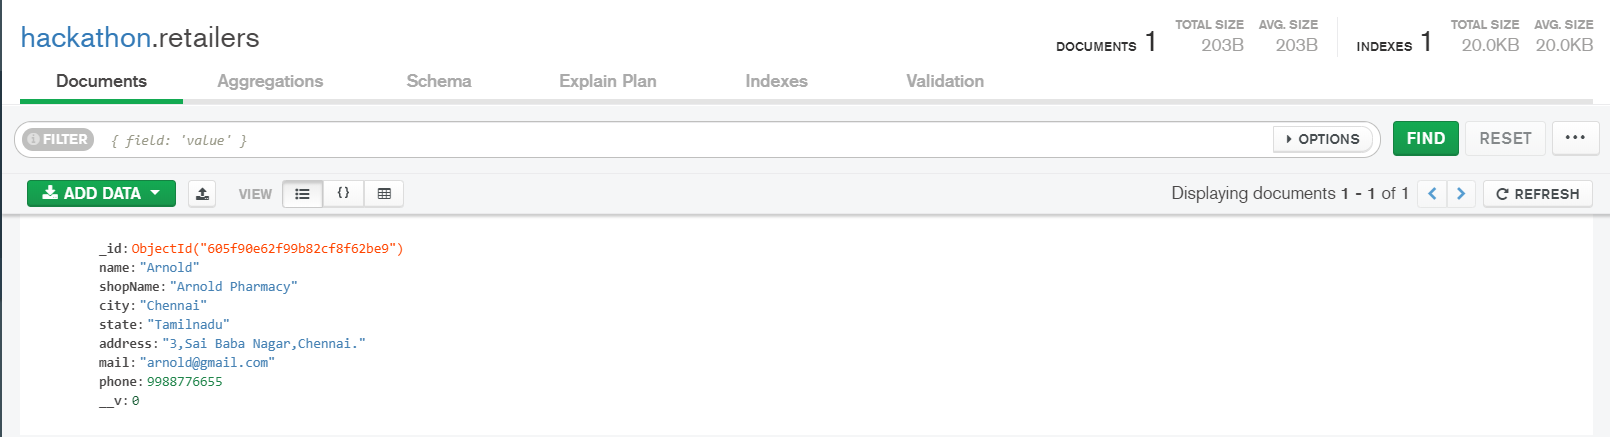 hackathon.retailers
DOCUMENTS 1 TOTAL SIZE 203B AVG. SIZE 203B INDEXES 1 TOTAL SIZE 20.0KB AVG. SIZE 20.0KB
Documents Aggregations Schema Explain Plan Indexes Validation
FILTER { field: 'value' } OPTIONS FIND RESET ...
ADD DATA VIEW {} Displaying documents 1 - 1 of 1 < > REFRESH
_id: ObjectId("605f90e62f99b82cf8f62be9")
name: "Arnold"
shopName: "Arnold Pharmacy"
city: "Chennai"
state: "Tamilnadu"
address: "3,Sai Baba Nagar,Chennai."
mail: "arnold@gmail.com"
phone: 9988776655
__v: 0